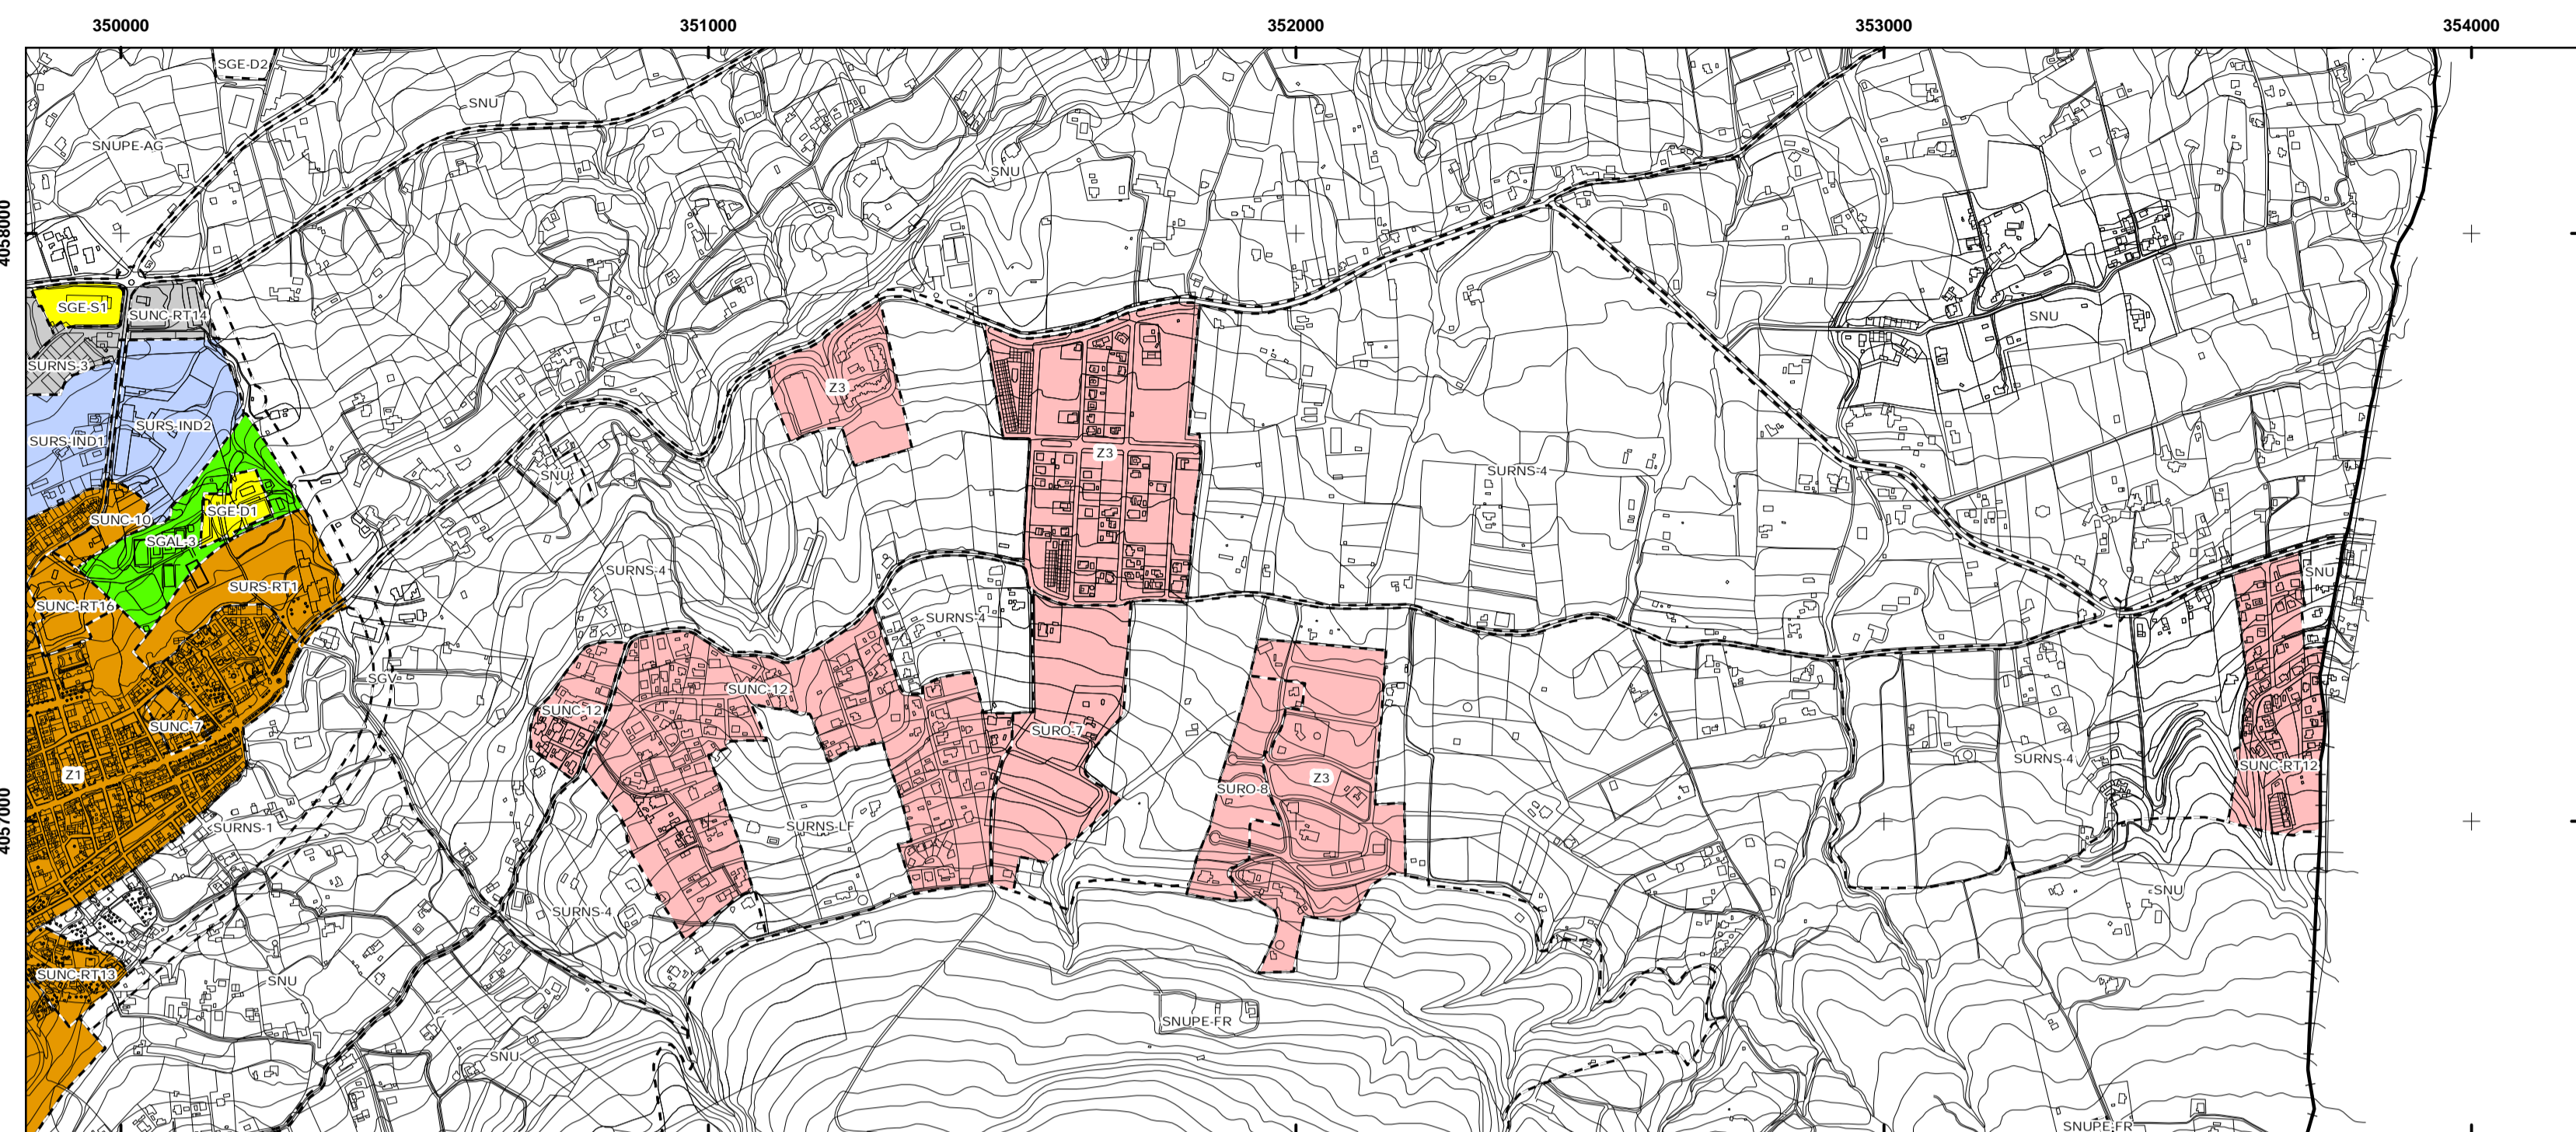 350000 351000 352000 353000 354000
SGE-D2
SNU
SNUPE-AG
SNU
4058000
SGE-S1
SUNC-RT14
SNU
SURNS-3
Z3
SURS-IND1
SURS-IND2
Z3
SURNS-4
SNU
SUNC-10
SGE-D1
SGAL-3
SURNS-4
SNU
SURS-RT1
SUNC-RT16
SURNS-4
SGV
SUNC-12
SUNC-12
SUNC-7
SURO-7
SURNS-4
SUNC-RT12
Z1
Z3
SURO-8
4057000
SURNS-1
SURNS-LF
SNU
SURNS-4
SUNC-RT13
SNU
SNUPE-FR
SNU
SNUPE-FR